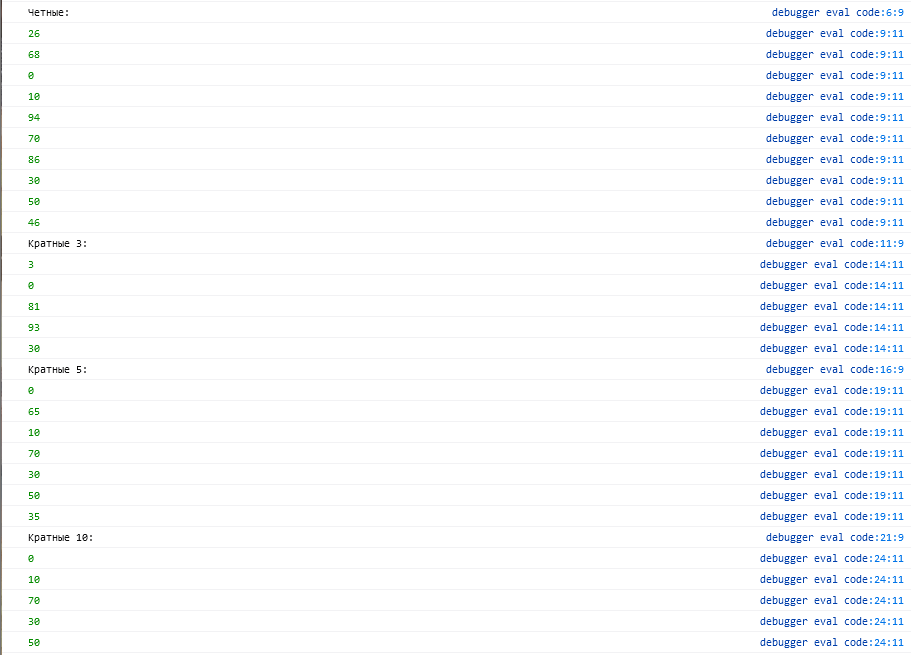 Четные: debugger eval code:6:9
26 debugger eval code:9:11
68 debugger eval code:9:11
0 debugger eval code:9:11
10 debugger eval code:9:11
94 debugger eval code:9:11
70 debugger eval code:9:11
86 debugger eval code:9:11
30 debugger eval code:9:11
50 debugger eval code:9:11
46 debugger eval code:9:11
Кратные 3: debugger eval code:11:9
3 debugger eval code:14:11
0 debugger eval code:14:11
81 debugger eval code:14:11
93 debugger eval code:14:11
30 debugger eval code:14:11
Кратные 5: debugger eval code:16:9
0 debugger eval code:19:11
65 debugger eval code:19:11
10 debugger eval code:19:11
70 debugger eval code:19:11
30 debugger eval code:19:11
50 debugger eval code:19:11
35 debugger eval code:19:11
Кратные 10: debugger eval code:21:9
0 debugger eval code:24:11
10 debugger eval code:24:11
70 debugger eval code:24:11
30 debugger eval code:24:11
50 debugger eval code:24:11